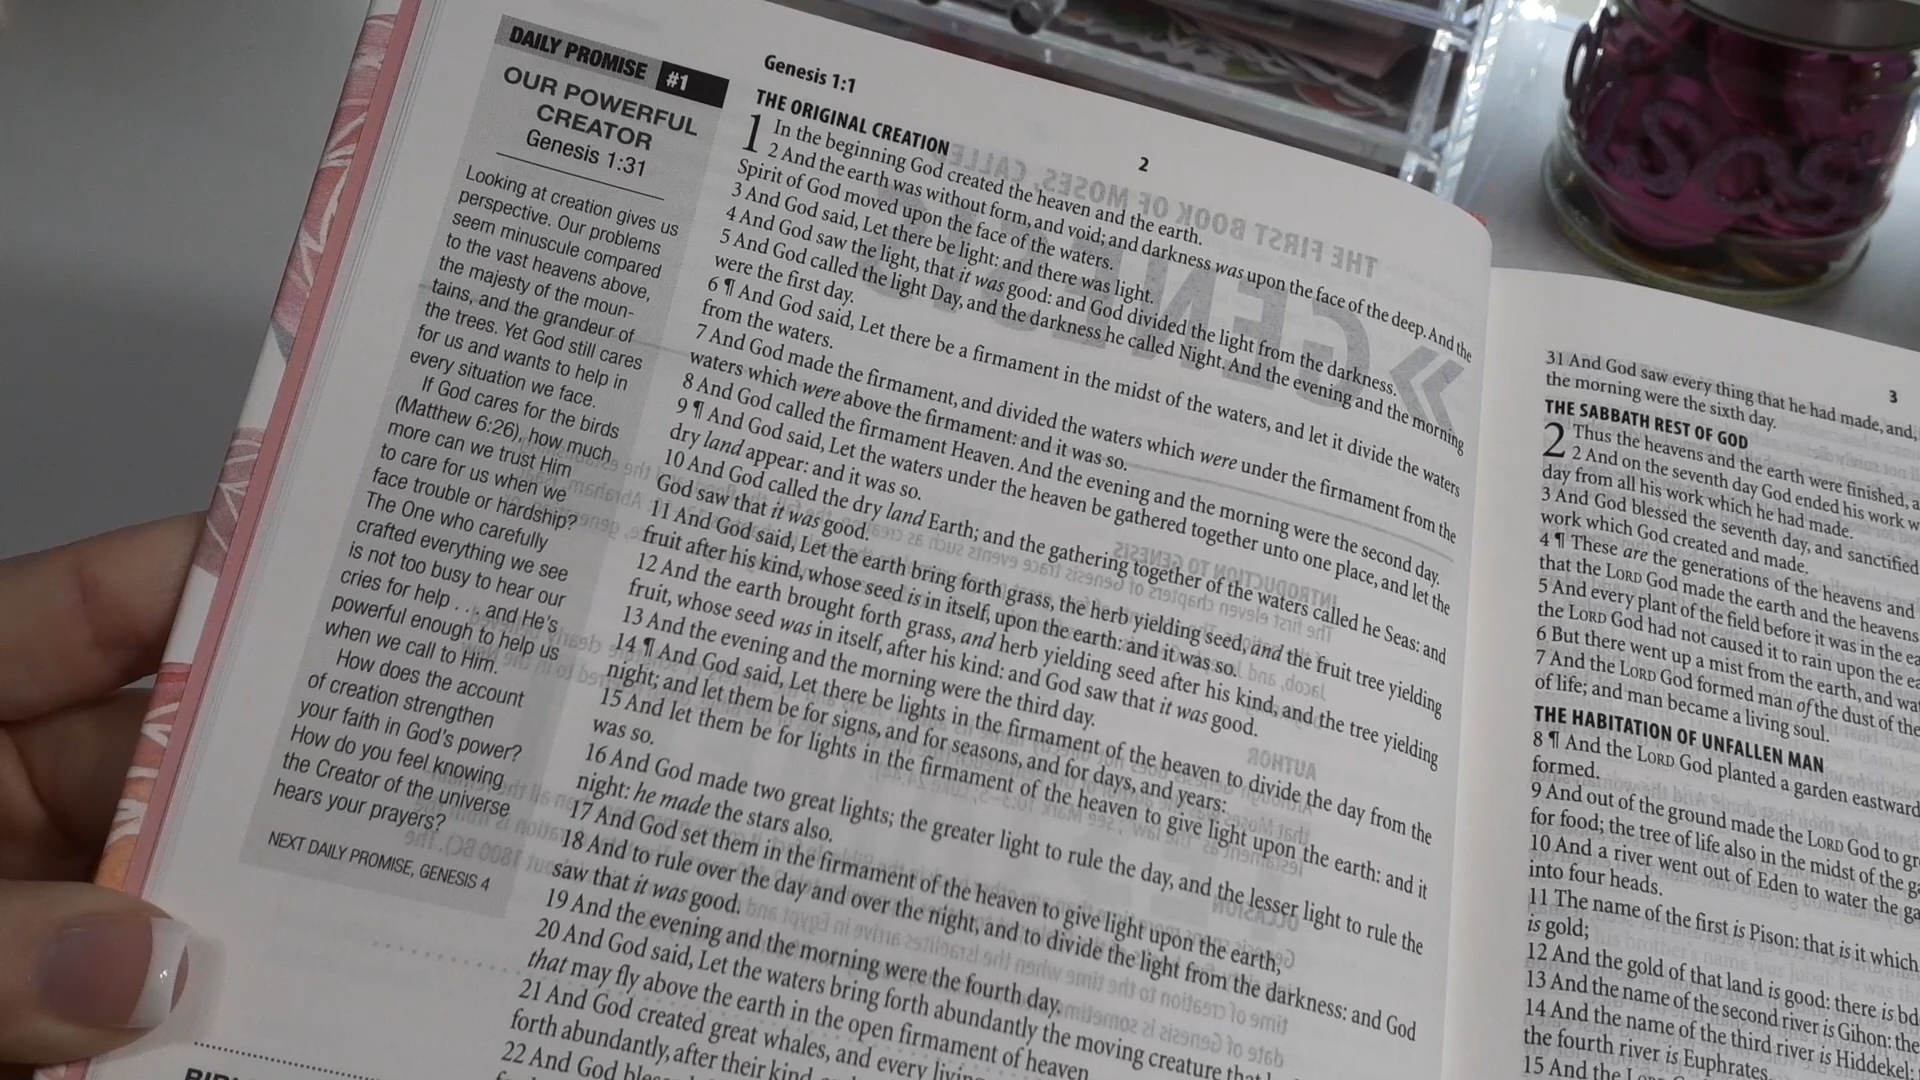 DAILY PROMISE #1
OUR POWERFUL
CREATOR
Genesis 1:31
Looking at creation gives us
perspective. Our problems
seem minuscule compared
to the vast heavens above,
the majesty of the moun-
tains, and the grandeur of
the trees. Yet God still cares
for us and wants to help in
every situation we face.
If God cares for the birds
(Matthew 6:26), how much
more can we trust Him
to care for us when we
face trouble or hardship?
The One who carefully
crafted everything we see
is not too busy to hear our
cries for help . . . and He's
powerful enough to help us
when we call to Him.
How does the account
of creation strengthen
your faith in God's power?
How do you feel knowing
the Creator of the universe
hears your prayers?
NEXT DAILY PROMISE, GENESIS 4
Genesis 1:1
2
THE ORIGINAL CREATION
1 In the beginning God created the heaven and the earth.
2 And the earth was without form, and void; and darkness was upon the face of the deep. And the
Spirit of God moved upon the face of the waters.
3 And God said, Let there be light: and there was light.
4 And God saw the light, that it was good: and God divided the light from the darkness.
5 And God called the light Day, and the darkness he called Night. And the evening and the morning
were the first day.
6 ¶ And God said, Let there be a firmament in the midst of the waters, and let it divide the waters
from the waters.
7 And God made the firmament, and divided the waters which were under the firmament from the
waters which were above the firmament: and it was so.
8 And God called the firmament Heaven. And the evening and the morning were the second day.
9 ¶ And God said, Let the waters under the heaven be gathered together unto one place, and let the
dry land appear: and it was so.
10 And God called the dry land Earth; and the gathering together of the waters called he Seas: and
God saw that it was good.
11 And God said, Let the earth bring forth grass, the herb yielding seed, and the fruit tree yielding
fruit after his kind, whose seed is in itself, upon the earth: and it was so.
12 And the earth brought forth grass, and herb yielding seed after his kind, and the tree yielding
fruit, whose seed was in itself, after his kind: and God saw that it was good.
13 And the evening and the morning were the third day.
14 ¶ And God said, Let there be lights in the firmament of the heaven to divide the day from the
night; and let them be for signs, and for seasons, and for days, and years:
15 And let them be for lights in the firmament of the heaven to give light upon the earth: and it
was so.
16 And God made two great lights; the greater light to rule the day, and the lesser light to rule the
night: he made the stars also.
17 And God set them in the firmament of the heaven to give light upon the earth,
18 And to rule over the day and over the night, and to divide the light from the darkness: and God
saw that it was good.
19 And the evening and the morning were the fourth day.
20 And God said, Let the waters bring forth abundantly the moving creature that
that may fly above the earth in the open firmament of heaven
21 And God created great whales, and every living
forth abundantly, after their kind,
22 And God
3
31 And God saw every thing that he had made, and,
the morning were the sixth day.
THE SABBATH REST OF GOD
2 Thus the heavens and the earth were finished,
2 And on the seventh day God ended his work
day from all his work which he had made.
3 And God blessed the seventh day, and sanctified
work which God created and made.
4 ¶ These are the generations of the heavens and
that the LORD God made the earth and the heavens
5 And every plant of the field before it was in the
the LORD God had not caused it to rain upon the
6 But there went up a mist from the earth, and
7 And the LORD God formed man of the dust of the
of life; and man became a living soul.
THE HABITATION OF UNFALLEN MAN
8 ¶ And the LORD God planted a garden eastward
formed.
9 And out of the ground made the LORD God to
for food; the tree of life also in the midst of the
10 And a river went out of Eden to water the
into four heads.
11 The name of the first is Pison: that is it which
is gold;
12 And the gold of that land is good: there is
13 And the name of the second river is Gihon: the
14 And the name of the third river is Hiddekel:
the fourth river is Euphrates.
15 And the LORD